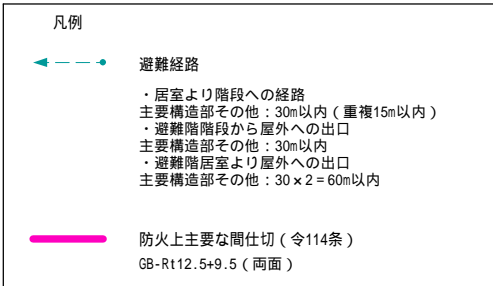 凡例
避難経路
・居室より階段への経路
主要構造部その他：30m以内（重複15m以内）
・避難階階段から屋外への出口
主要構造部その他：30m以内
・避難階居室より屋外への出口
主要構造部その他：30×2＝60m以内
防火上主要な間仕切（令114条）
GB-Rt12.5+9.5（両面）